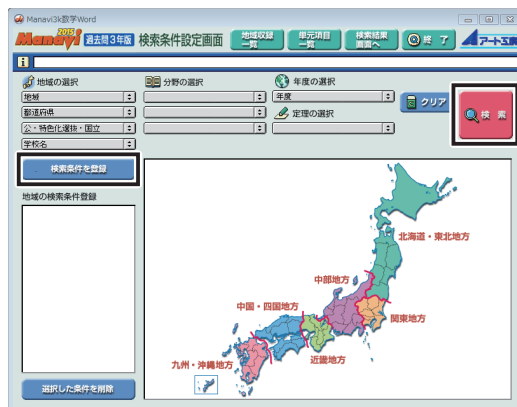 Manavi3k数学Word
Manavi 2015 過去問3年版 検索条件設定画面 地域収録一覧 単元項目一覧 検索結果画面へ 終了 アートエ房
i
地域の選択 分野の選択 年度の選択
地域 年度
都道府県 定理の選択
公・特色化選抜・国立
学校名
クリア
検索
検索条件を登録
地域の検索条件登録
北海道・東北地方
中部地方
中国・四国地方
関東地方
近畿地方
九州・沖縄地方
選択した条件を削除